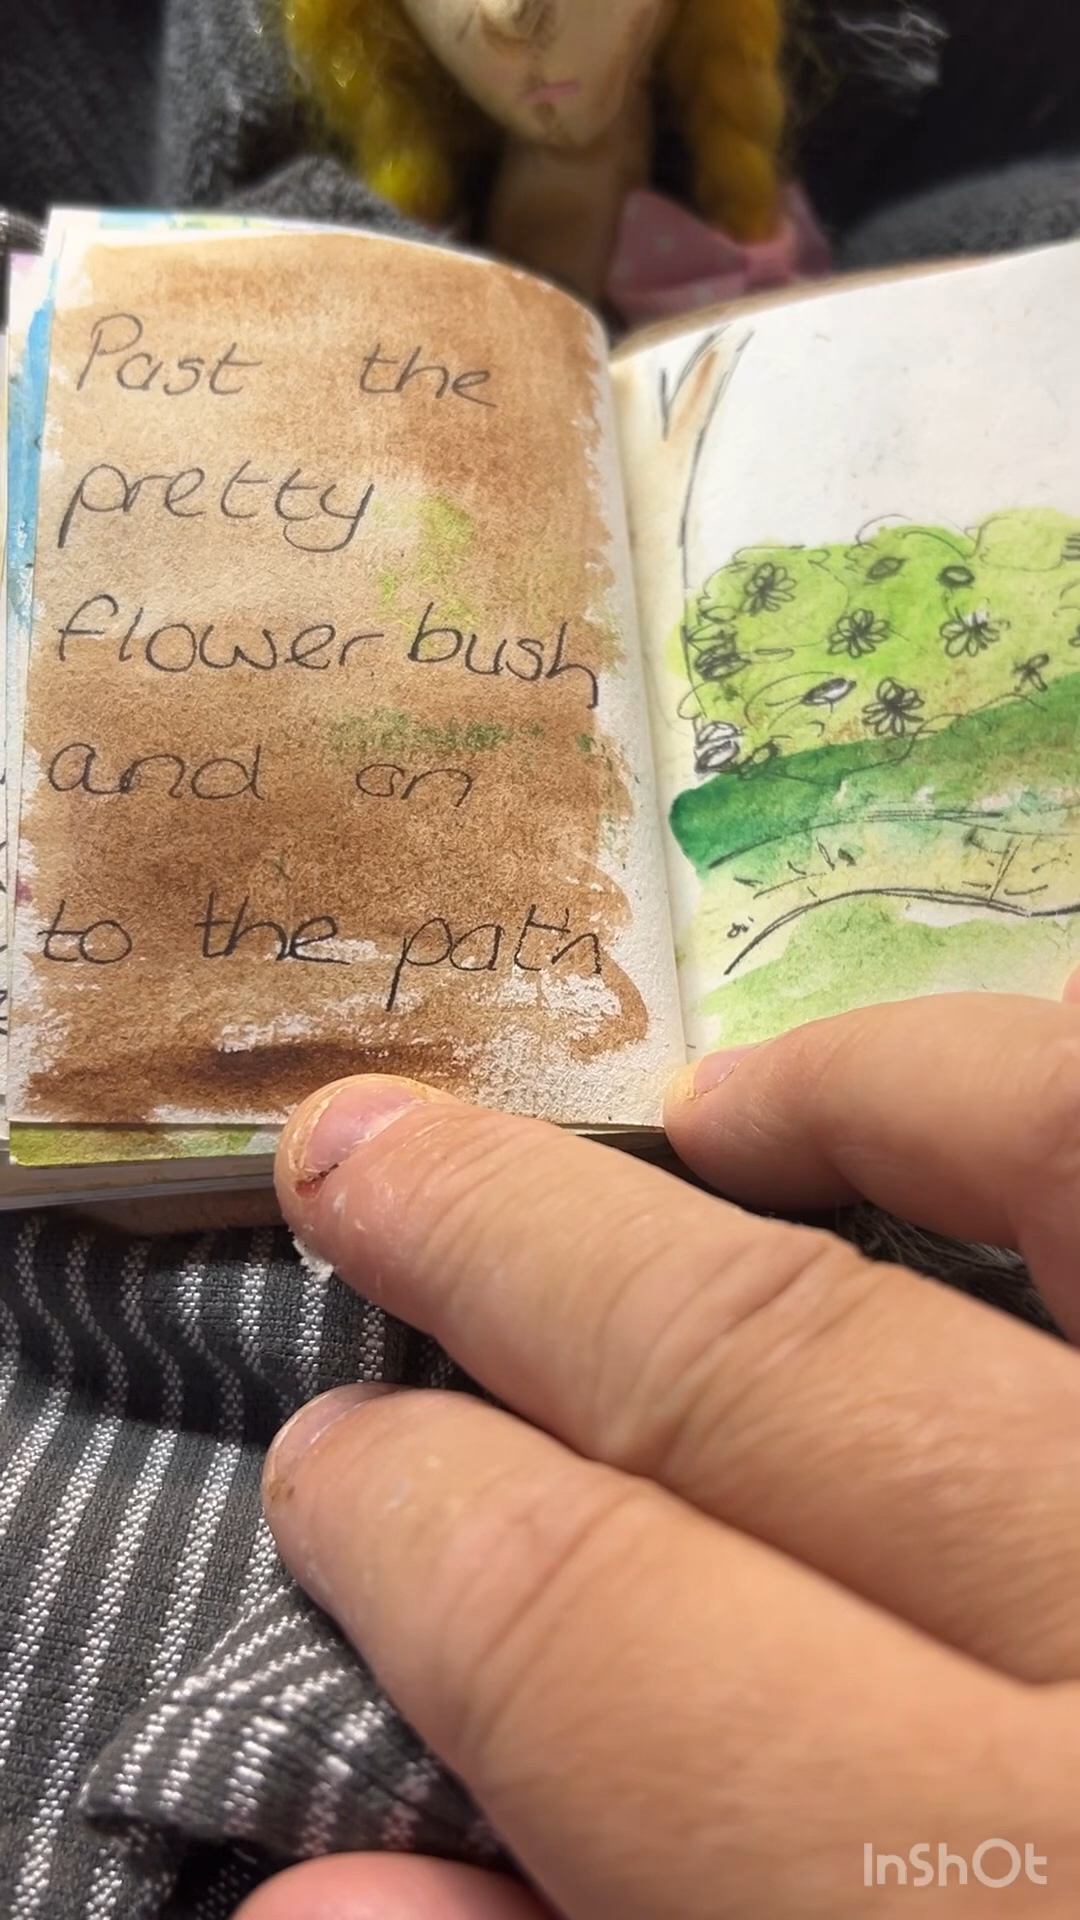 Past the
pretty
flower bush
and on
to the path
InShOt